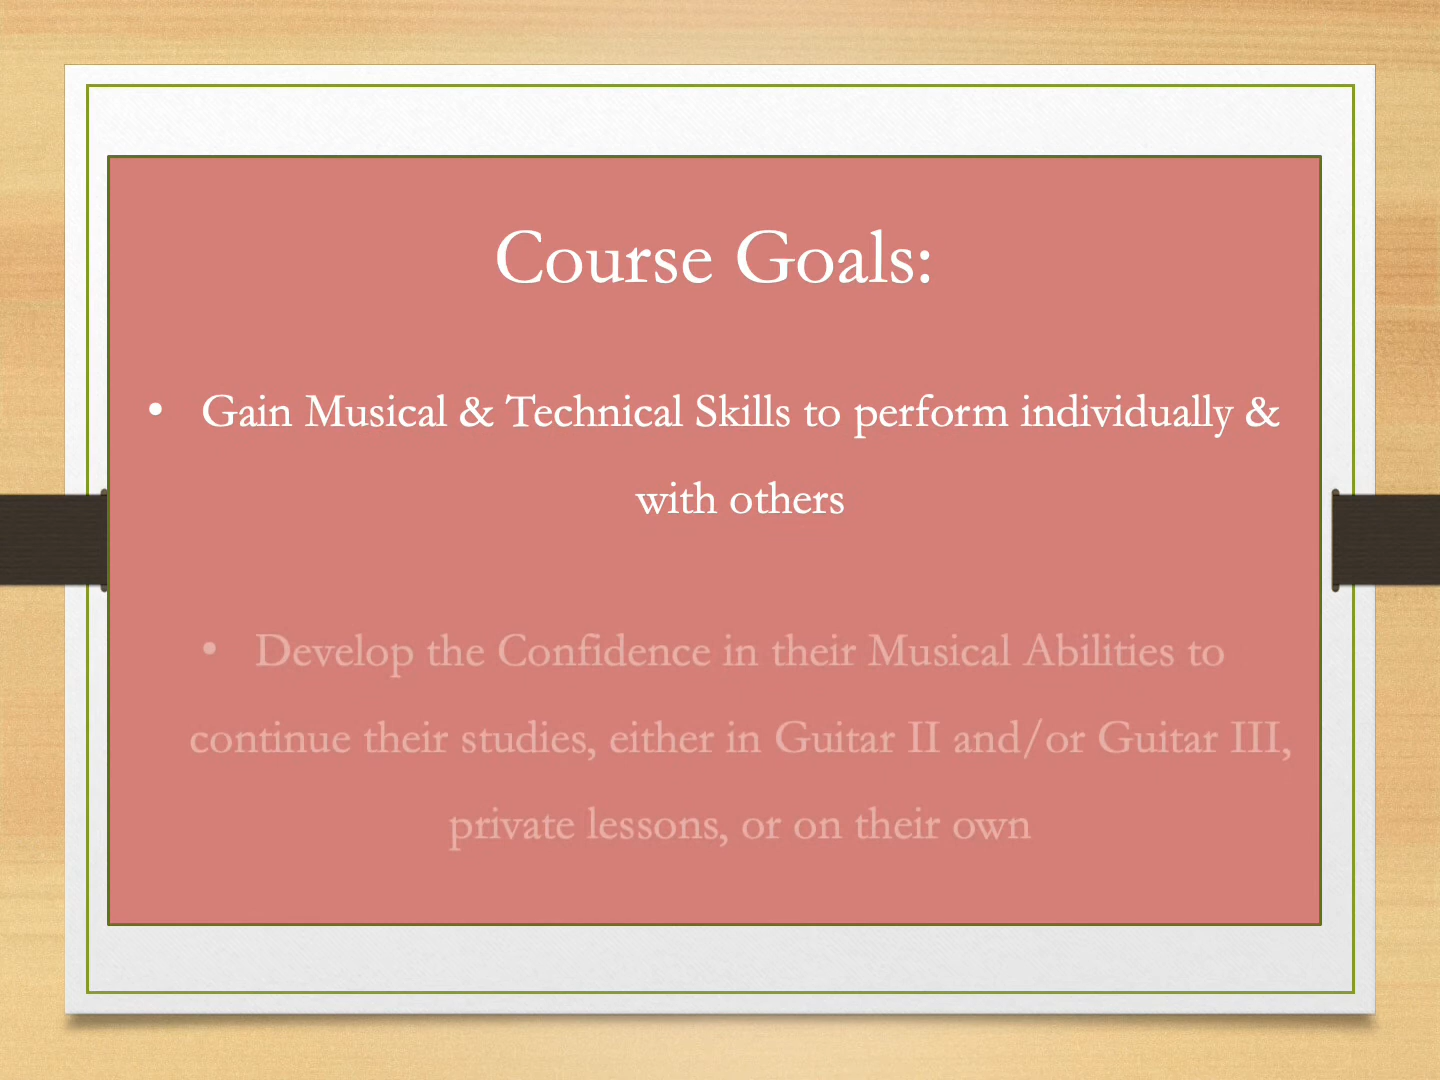 Course Goals:
• Gain Musical & Technical Skills to perform individually &
with others
• Develop the Confidence in their Musical Abilities to
continue their studies, either in Guitar II and/or Guitar III,
private lessons, or on their own